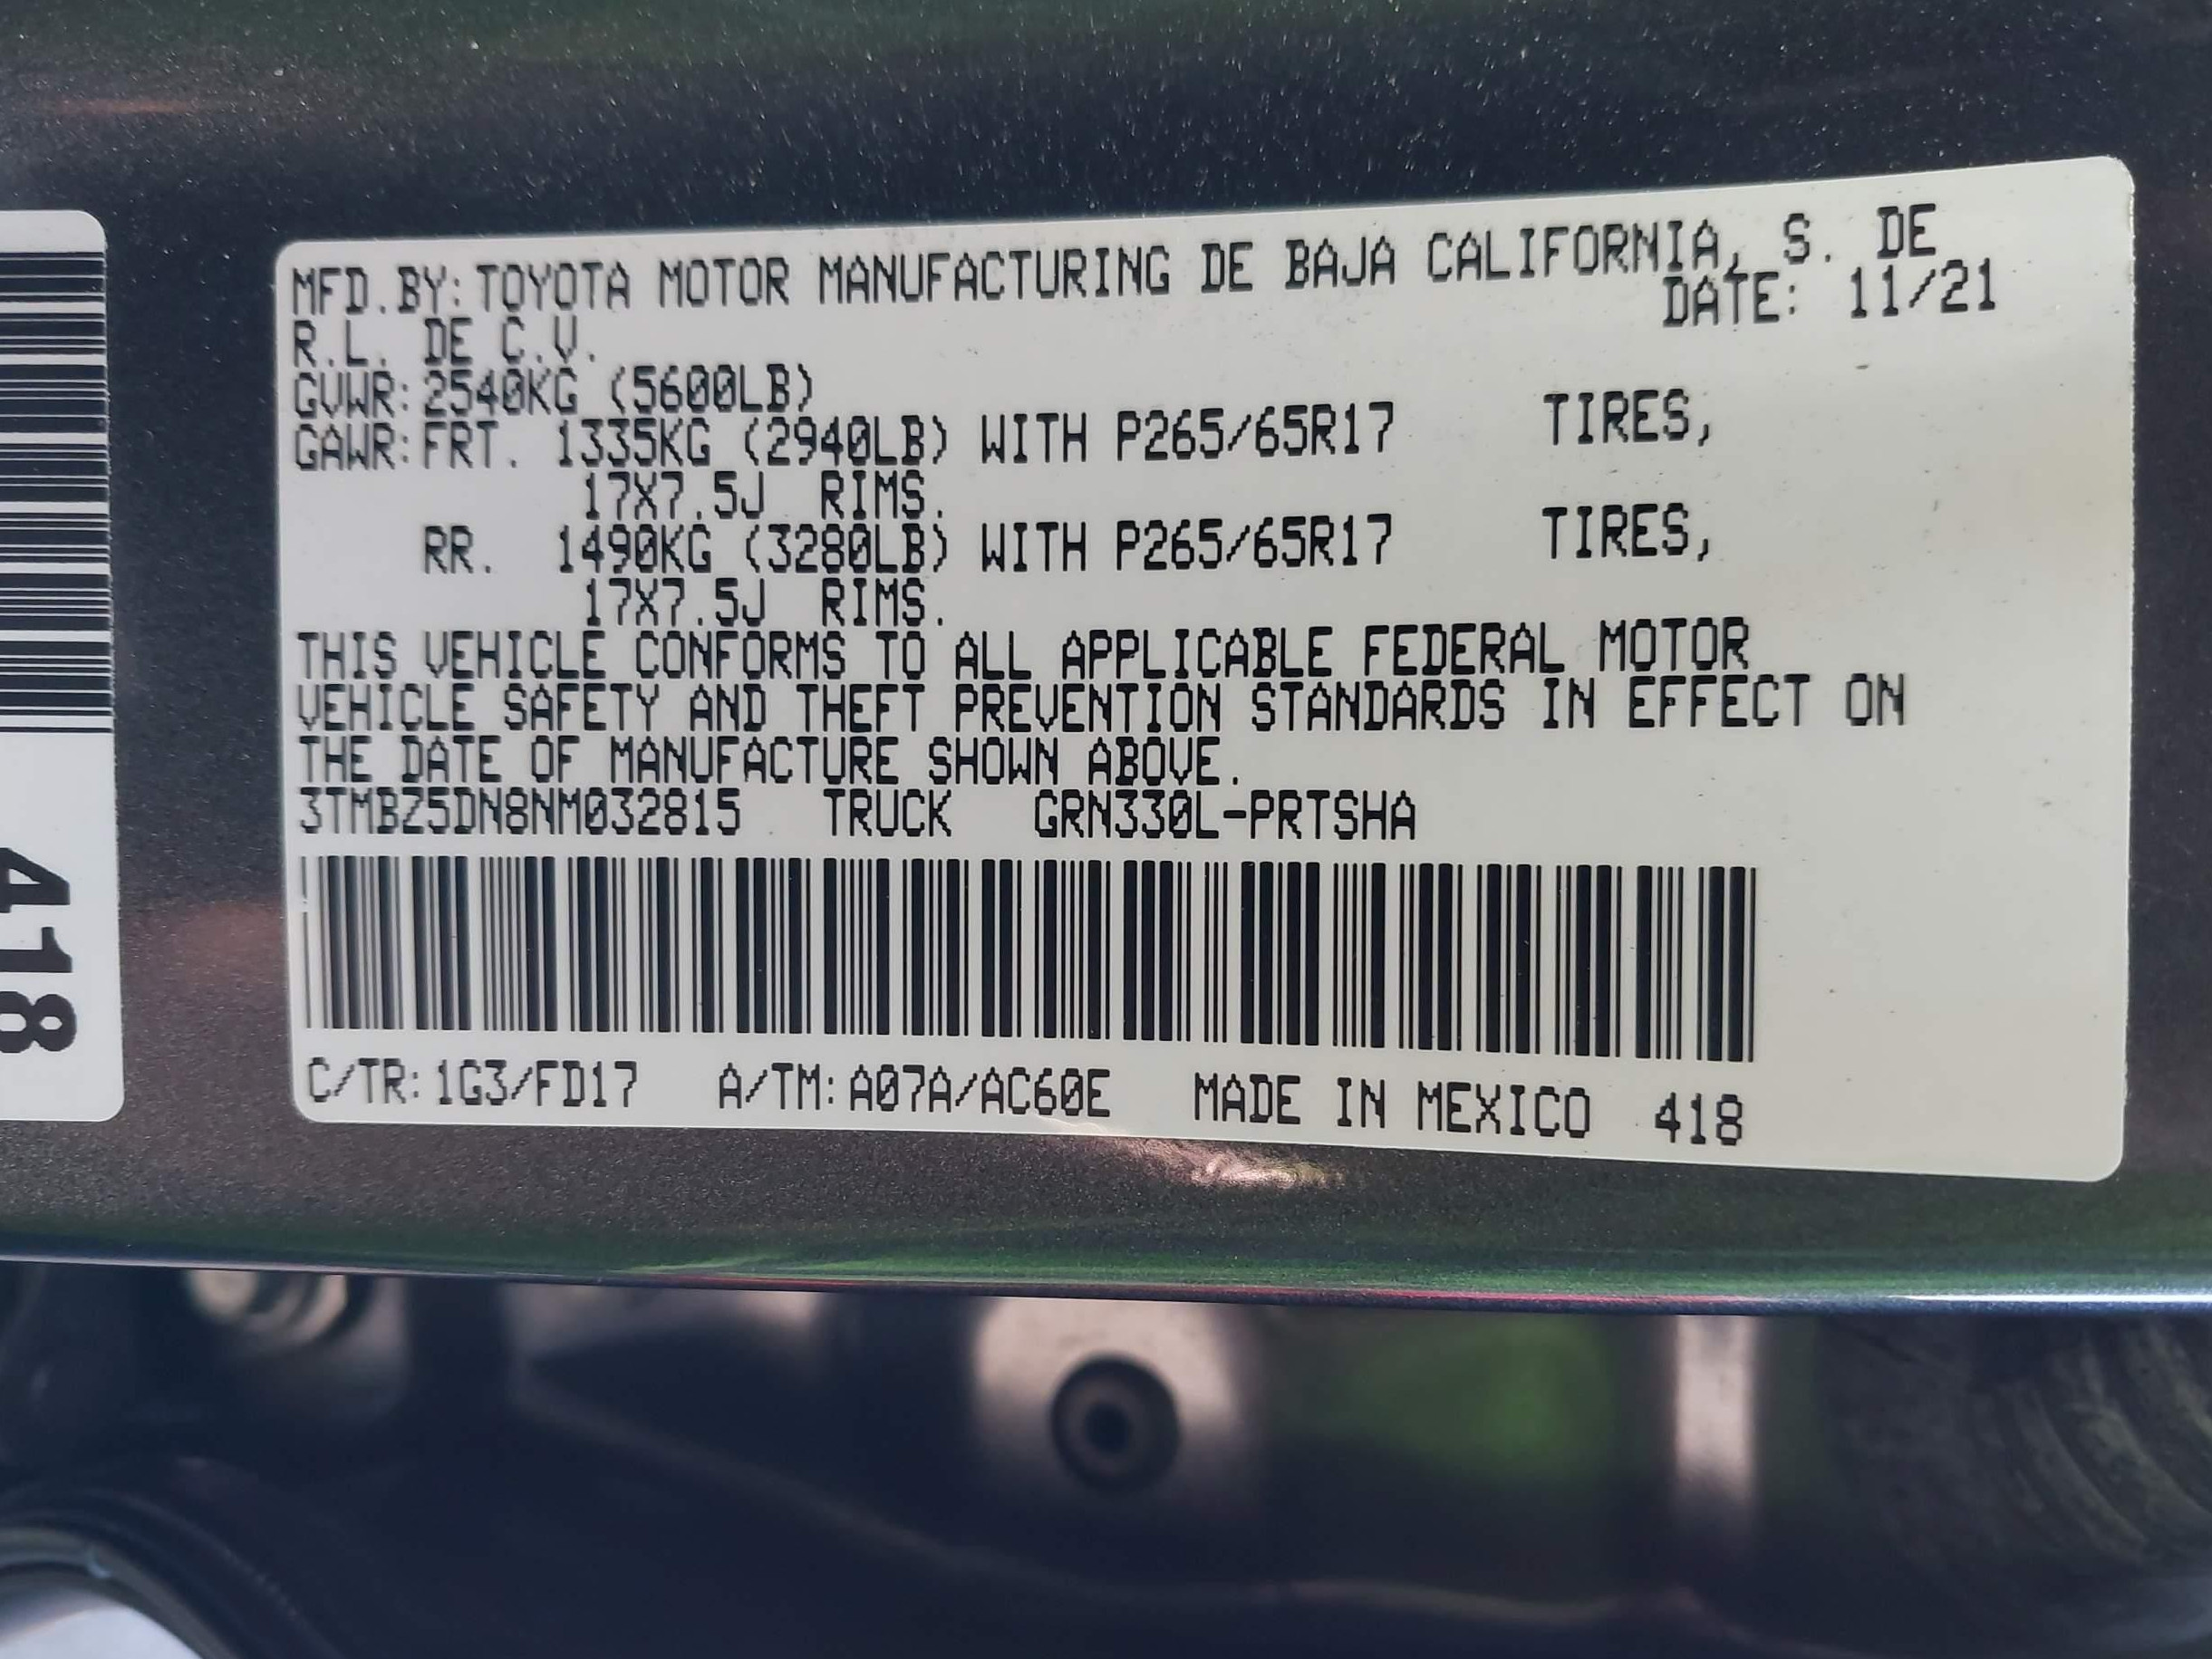 MFD.BY:TOYOTA MOTOR MANUFACTURING DE BAJA CALIFORNIA, S. DE
R.L. DE C.V. DATE: 11/21
GVWR:2540KG (5600LB)
GAWR:FRT. 1335KG (2940LB) WITH P265/65R17 TIRES,
17X7.5J RIMS.
RR. 1490KG (3280LB) WITH P265/65R17 TIRES,
17X7.5J RIMS.
THIS VEHICLE CONFORMS TO ALL APPLICABLE FEDERAL MOTOR
VEHICLE SAFETY AND THEFT PREVENTION STANDARDS IN EFFECT ON
THE DATE OF MANUFACTURE SHOWN ABOVE.
3TMBZ5DN8NM032815 TRUCK GRN330L-PRTSHA
C/TR:1G3/FD17 A/TM:A07A/AC60E MADE IN MEXICO 418
418